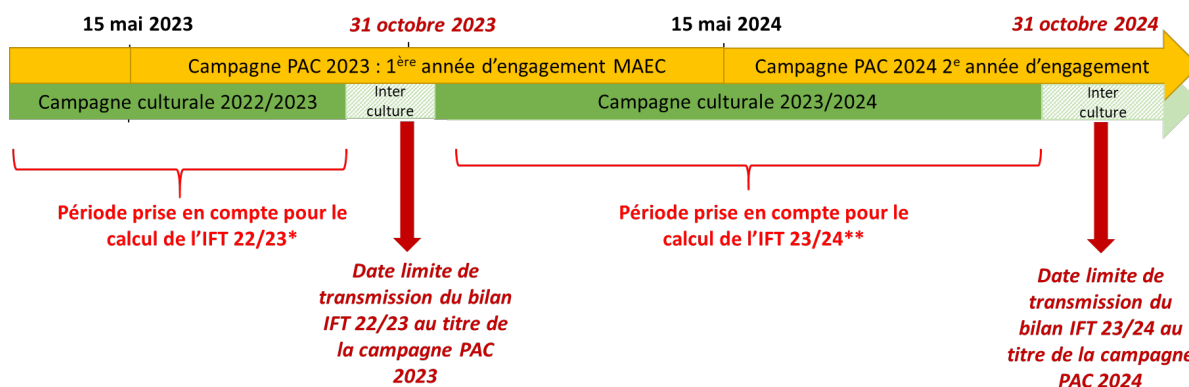 15 mai 2023
31 octobre 2023
15 mai 2024
31 octobre 2024
Campagne PAC 2023 : 1ère année d'engagement MAEC
Campagne PAC 2024 2e année d'engagement
Campagne culturale 2022/2023
Inter
culture
Campagne culturale 2023/2024
Inter
culture
Période prise en compte pour le
calcul de l'IFT 22/23*
Période prise en compte pour le
calcul de l'IFT 23/24**
Date limite de
transmission du bilan
IFT 22/23 au titre de
la campagne PAC
2023
Date limite de
transmission du
bilan IFT 23/24 au
titre de la campagne
PAC 2024